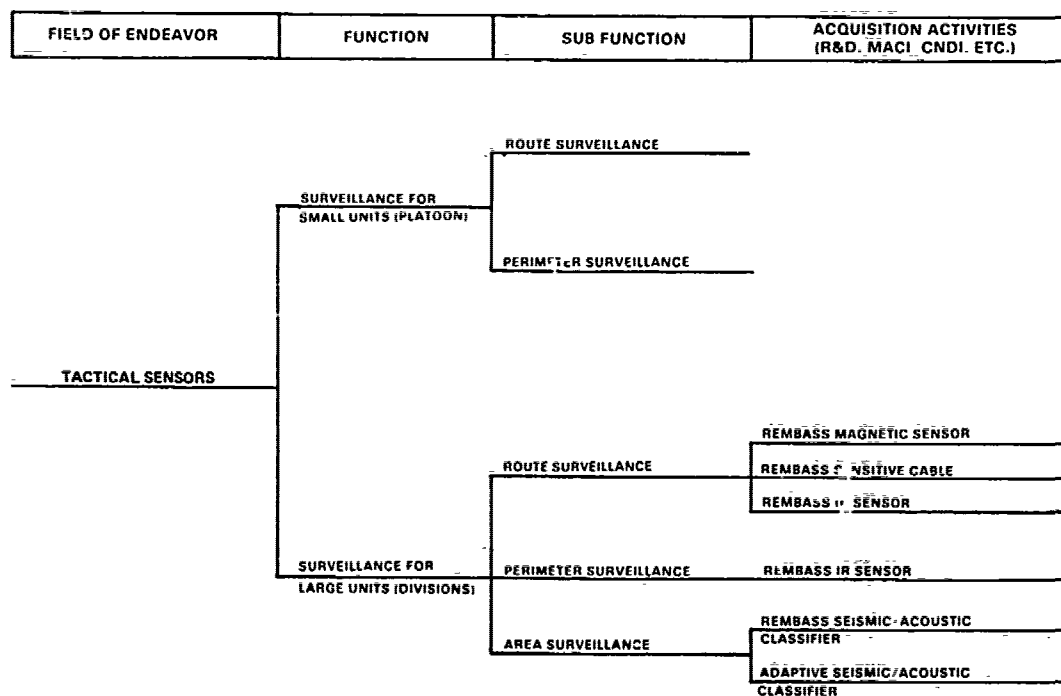 FIELD OF ENDEAVOR
FUNCTION
SUB FUNCTION
ACQUISITION ACTIVITIES
(R&D. MACI CNDI. ETC.)
ROUTE SURVEILLANCE
SURVEILLANCE FOR
SMALL UNITS (PLATOON)
PERIMETER SURVEILLANCE
TACTICAL SENSORS
REMBASS MAGNETIC SENSOR
ROUTE SURVEILLANCE
REMBASS SENSITIVE CABLE
REMBASS IR SENSOR
SURVEILLANCE FOR
LARGE UNITS (DIVISIONS)
PERIMETER SURVEILLANCE
REMBASS IR SENSOR
AREA SURVEILLANCE
REMBASS SEISMIC-ACOUSTIC
CLASSIFIER
ADAPTIVE SEISMIC/ACOUSTIC
CLASSIFIER